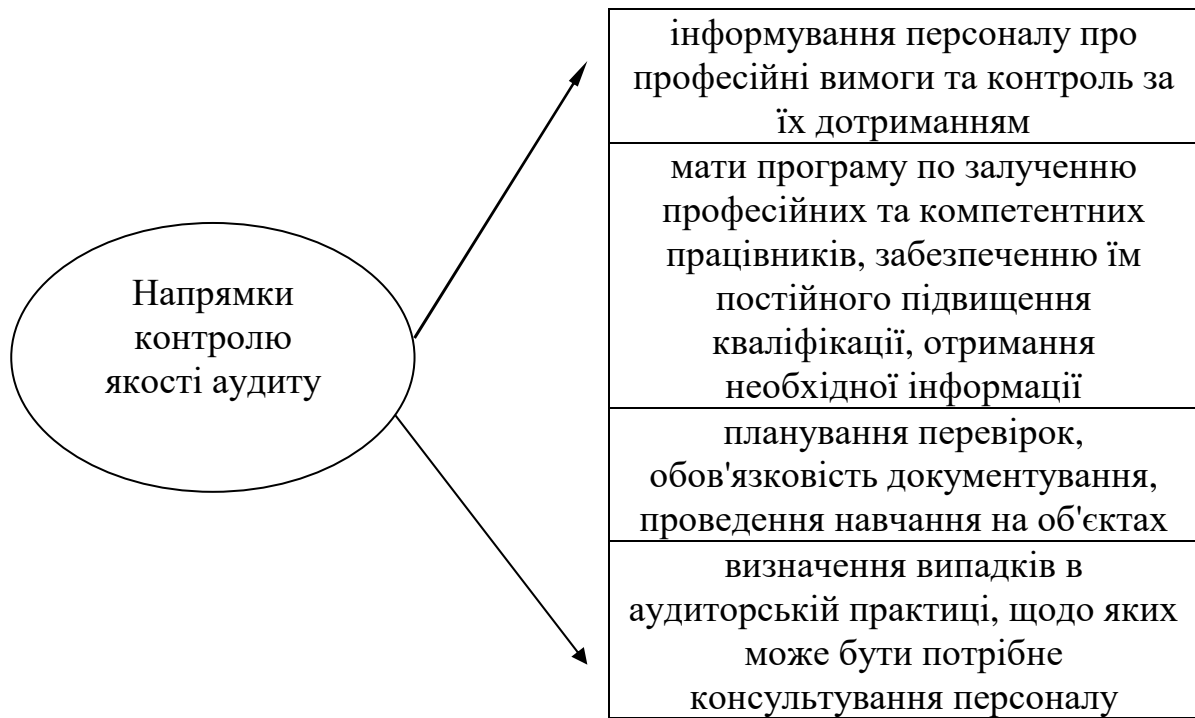 Напрямки
контролю
якості аудиту
інформування персоналу про
професійні вимоги та контроль за
їх дотриманням
мати програму по залученню
професійних та компетентних
працівників, забезпеченню їм
постійного підвищення
кваліфікації, отримання
необхідної інформації
планування перевірок,
обов'язковість документування,
проведення навчання на об'єктах
визначення випадків в
аудиторській практиці, щодо яких
може бути потрібне
консультування персоналу